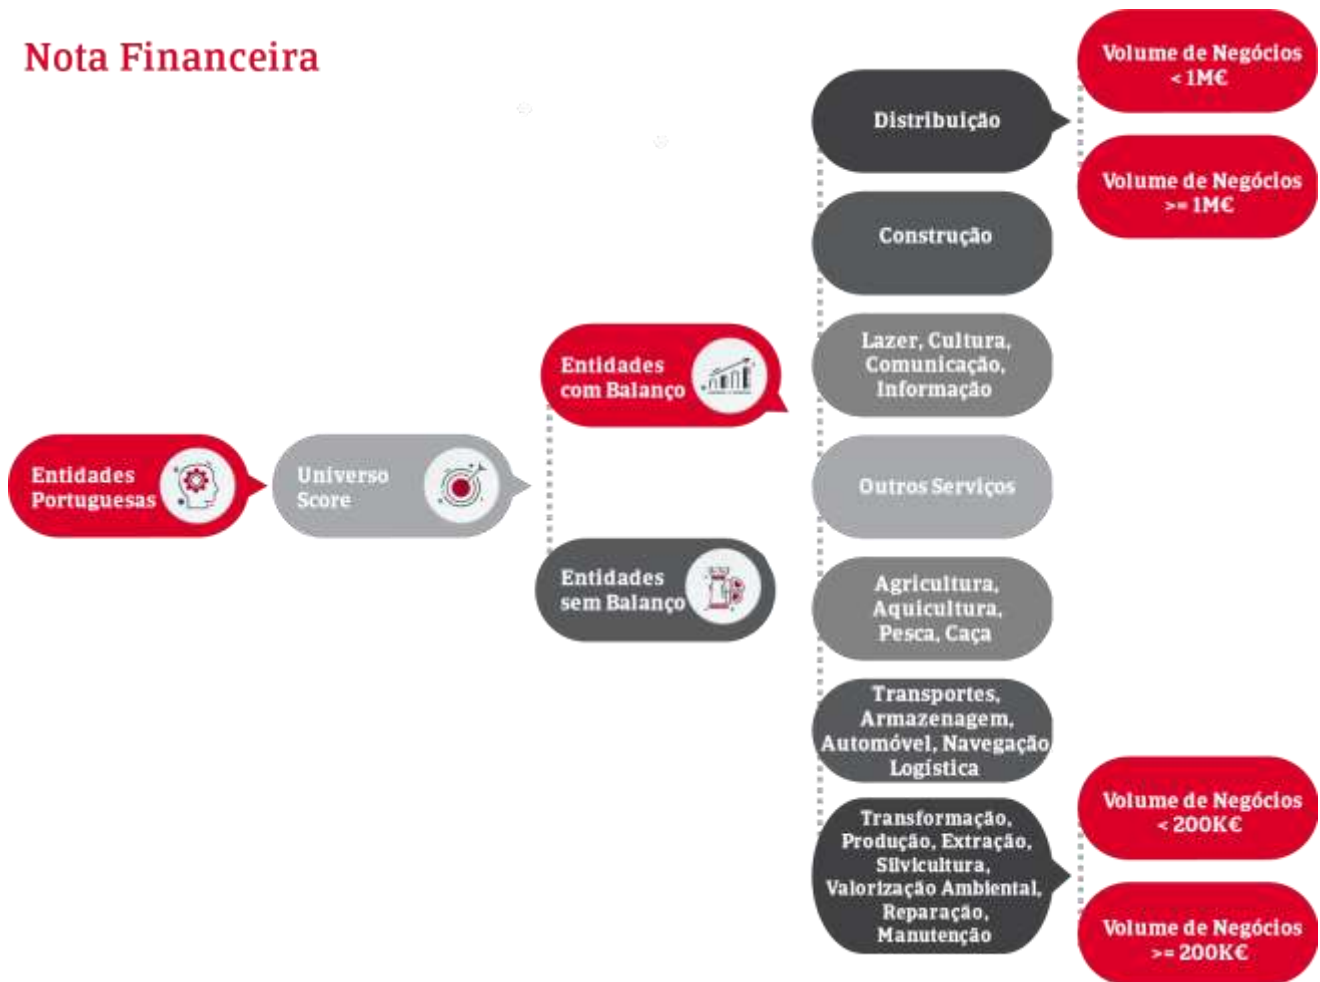 Nota Financeira
Entidades
Portuguesas
Universo
Score
Entidades
com Balanço
Entidades
sem Balanço
Distribuição
Volume de Negócios
< 1M€
Volume de Negócios
>= 1M€
Construção
Lazer, Cultura,
Comunicação,
Informação
Outros Serviços
Agricultura,
Aquicultura,
Pesca, Caça
Transportes,
Armazenagem,
Automóvel, Navegação
Logística
Transformação,
Produção, Extração,
Silvicultura,
Valorização Ambiental,
Reparação,
Manutenção
Volume de Negócios
< 200K€
Volume de Negócios
>= 200K€